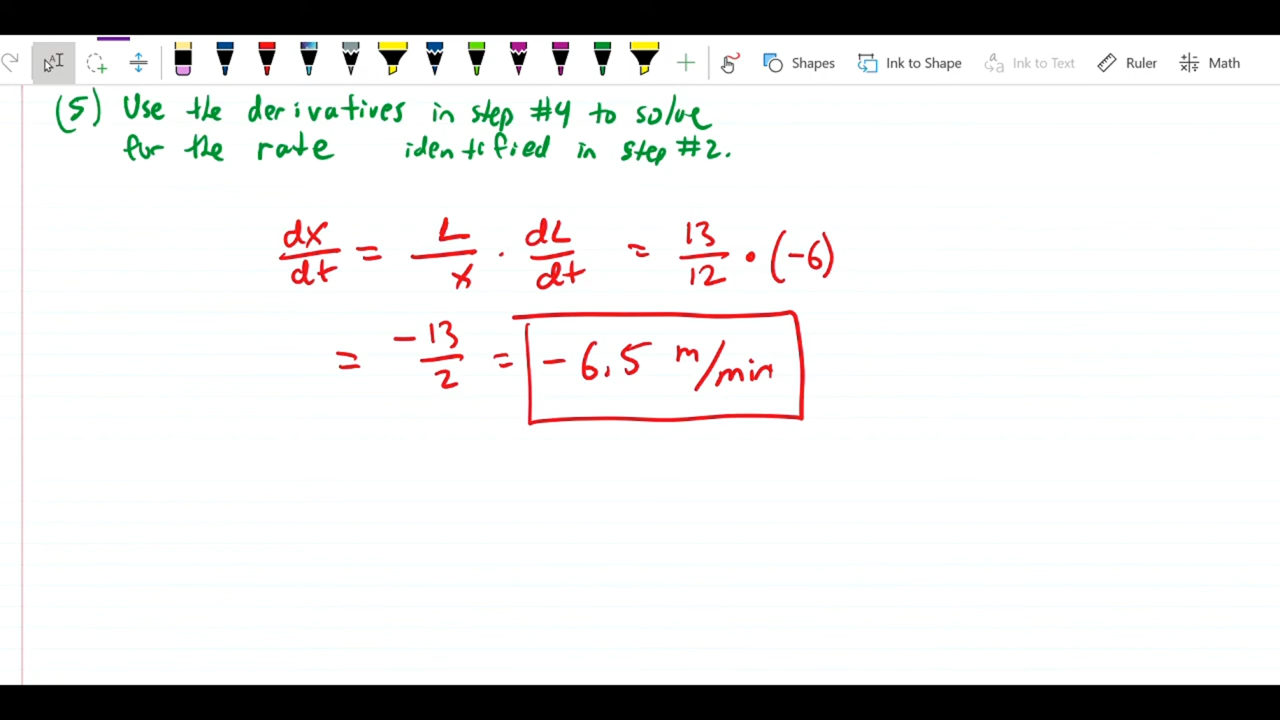 Shapes Ink to Shape Ink to Text Ruler Math
(5) Use the derivatives in step #4 to solve
for the rate identified in step #2.
dx/dt = L/x · dL/dt = 13/12 • (-6)
= -13/2 = -6.5 m/min